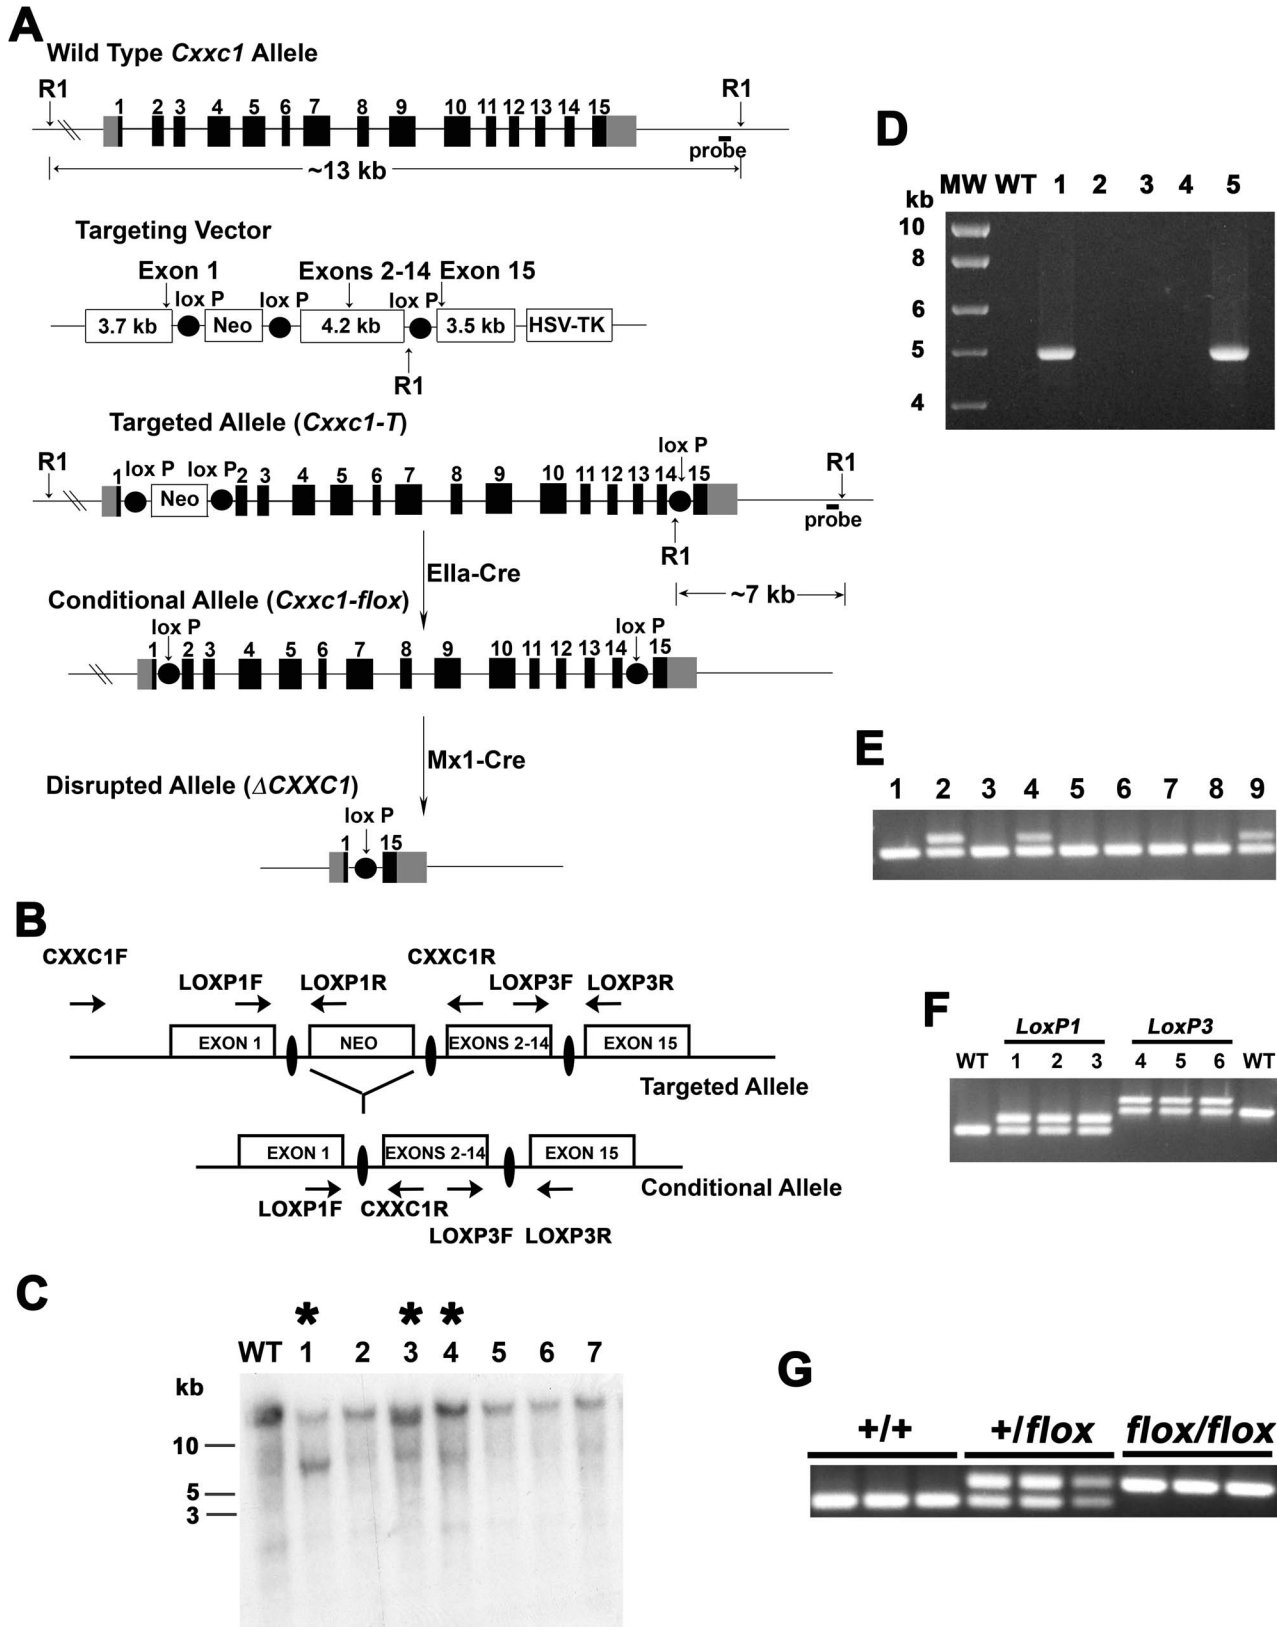 A
Wild Type Cxxc1 Allele
R1 R1
1 2 3 4 5 6 7 8 9 10 11 12 13 14 15
probe
~13 kb
Targeting Vector
Exon 1 Exons 2-14 Exon 15
lox P lox P lox P
3.7 kb Neo 4.2 kb 3.5 kb HSV-TK
R1
Targeted Allele (Cxxc1-T)
lox P
R1 lox P lox P R1
1 2 3 4 5 6 7 8 9 10 11 12 13 14 15
Neo
probe
R1
EIIa-Cre
~7 kb
Conditional Allele (Cxxc1-flox)
lox P lox P
1 2 3 4 5 6 7 8 9 10 11 12 13 14 15
Mx1-Cre
Disrupted Allele (ΔCXXC1)
lox P
1 15
B
CXXC1F CXXC1R
LOXP1F LOXP1R LOXP3F LOXP3R
EXON 1 NEO EXONS 2-14 EXON 15
Targeted Allele
EXON 1 EXONS 2-14 EXON 15
Conditional Allele
LOXP1F CXXC1R
LOXP3F LOXP3R
C
* * *
WT 1 2 3 4 5 6 7
kb
10
5
3
D
kb MW WT 1 2 3 4 5
10
8
6
5
4
E
1 2 3 4 5 6 7 8 9
F
LoxP1 LoxP3
WT 1 2 3 4 5 6 WT
G
+/+ +/flox flox/flox